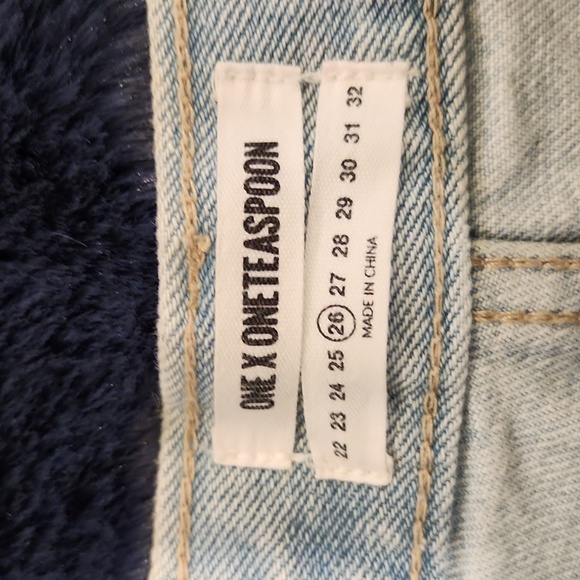 ONE X ONETEASPOON
22 23 24 25 26 27 28 29 30 31 32
MADE IN CHINA